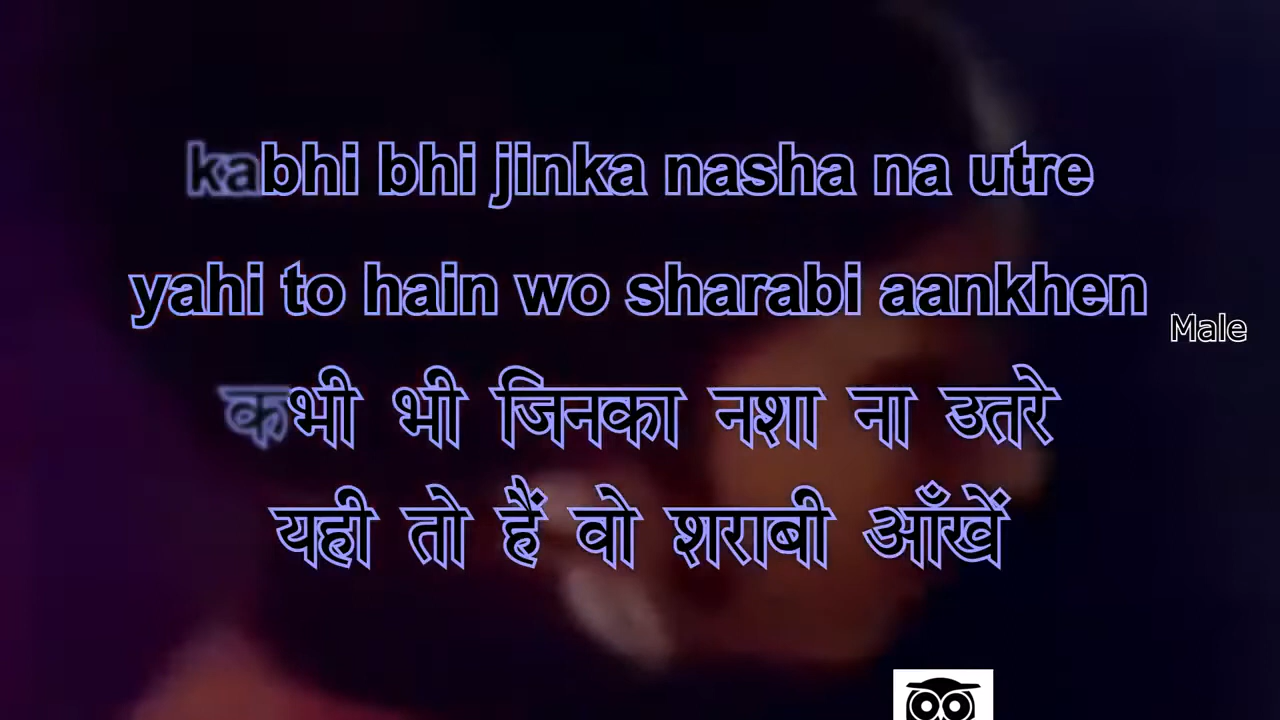 kabhi bhi jinka nasha na utre
yahi to hain wo sharabi aankhen
Male
कभी भी जिनका नशा ना उतरे
यही तो हैं वो शराबी आँखें